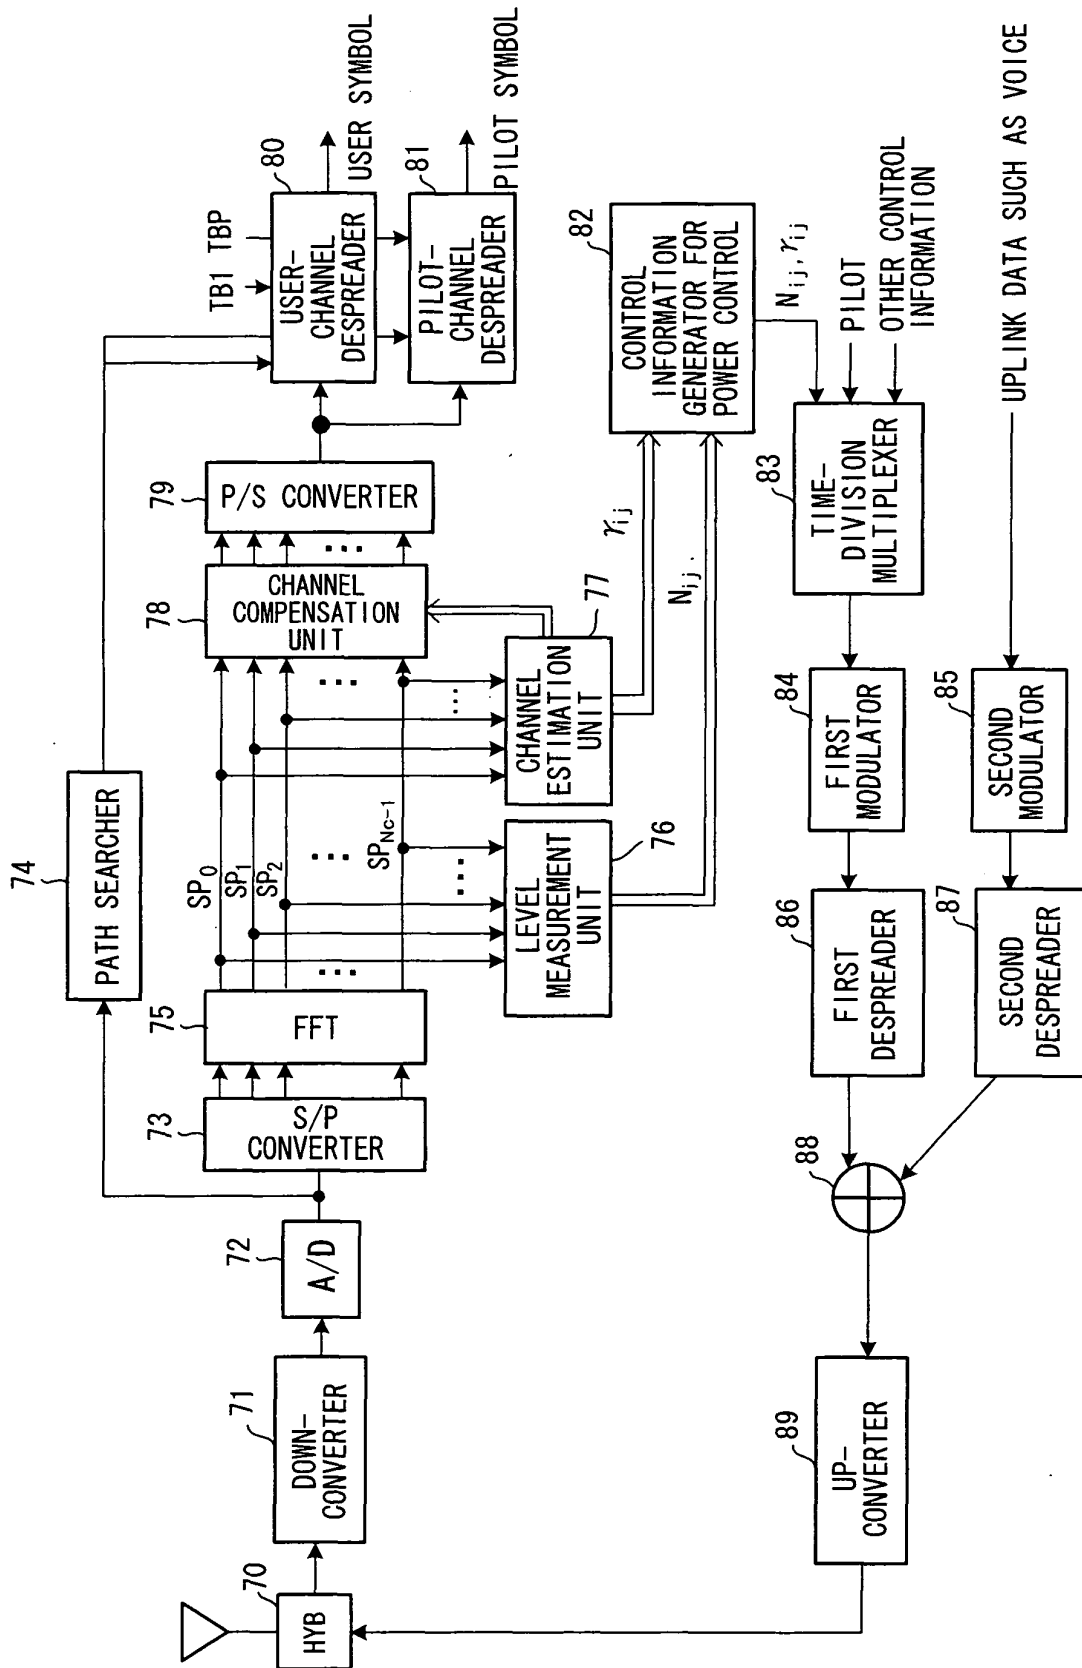 70
HYB
71
DOWN-
CONVERTER
72
A/D
73
S/P
CONVERTER
74
PATH SEARCHER
75
FFT
SP0
SP1
SP2
SPNc-1
...
...
...
...
...
...
76
LEVEL
MEASUREMENT
UNIT
77
CHANNEL
ESTIMATION
UNIT
78
CHANNEL
COMPENSATION
UNIT
...
79
P/S CONVERTER
TB1 TBP
80
USER-
CHANNEL
DESPREADER
USER SYMBOL
81
PILOT-
CHANNEL
DESPREADER
PILOT SYMBOL
γij
Nij
82
CONTROL
INFORMATION
GENERATOR FOR
POWER CONTROL
Nij, γij
PILOT
OTHER CONTROL
INFORMATION
83
TIME-
DIVISION
MULTIPLEXER
84
FIRST
MODULATOR
UPLINK DATA SUCH AS VOICE
85
SECOND
MODULATOR
86
FIRST
DESPREADER
87
SECOND
DESPREADER
88
89
UP-
CONVERTER